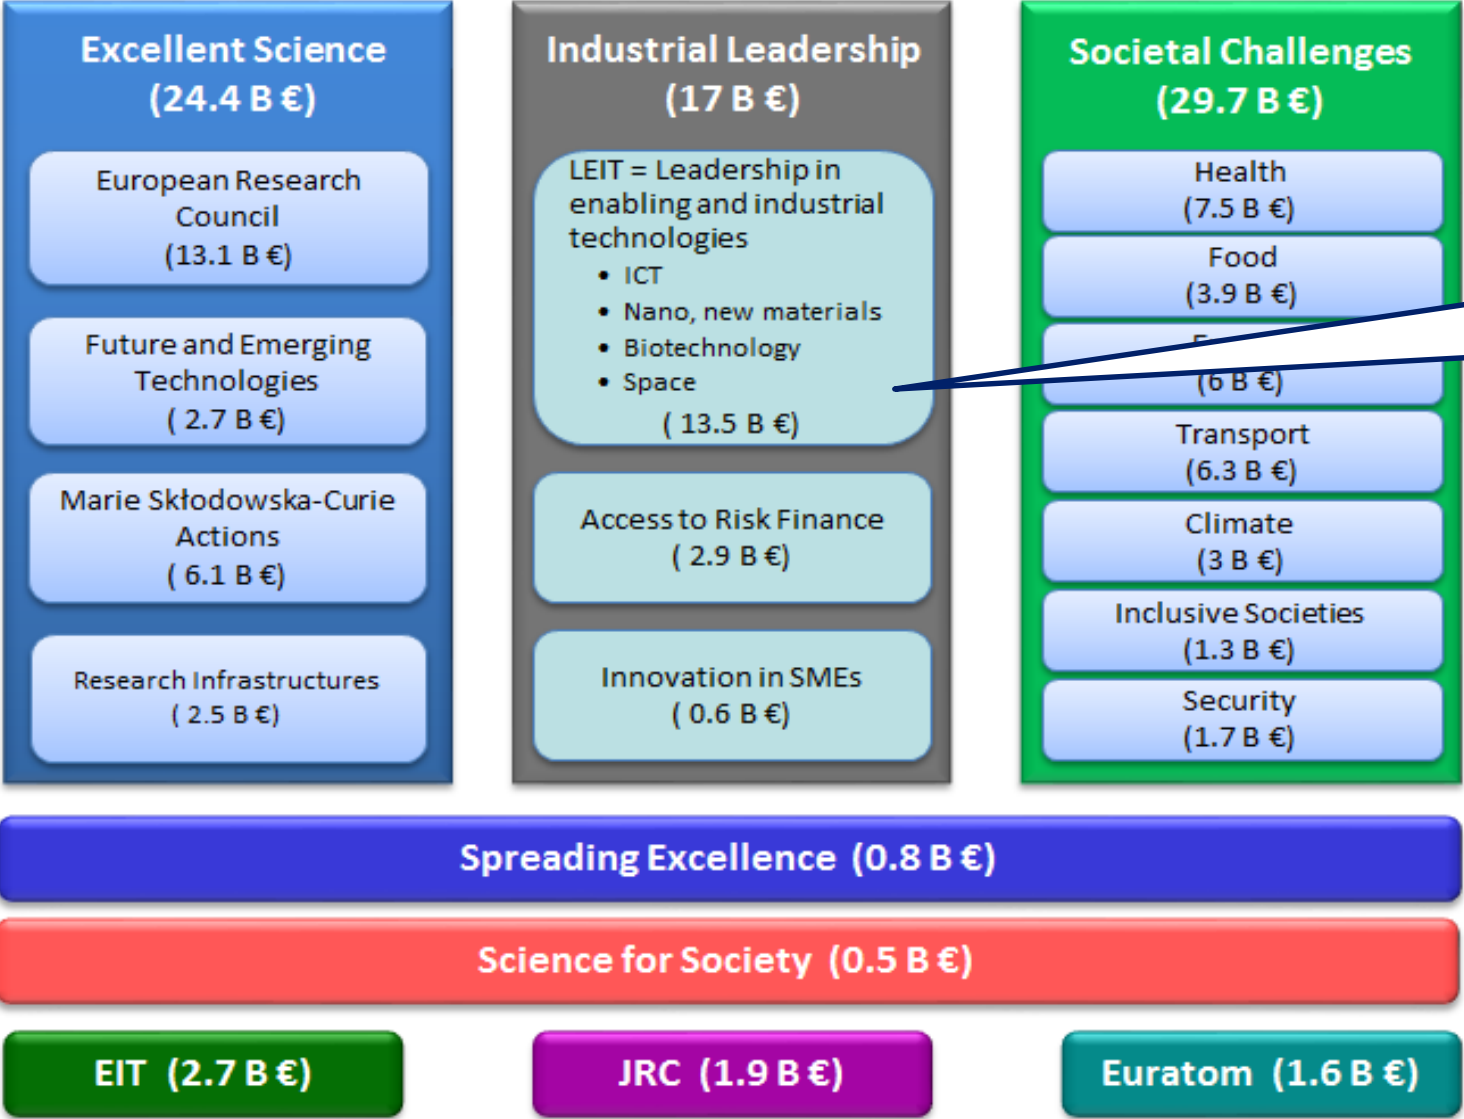 Excellent Science
(24.4 B €)
European Research
Council
(13.1 B €)
Future and Emerging
Technologies
( 2.7 B €)
Marie Skłodowska-Curie
Actions
( 6.1 B €)
Research Infrastructures
( 2.5 B €)
Industrial Leadership
(17 B €)
LEIT = Leadership in
enabling and industrial
technologies
• ICT
• Nano, new materials
• Biotechnology
• Space
( 13.5 B €)
Access to Risk Finance
( 2.9 B €)
Innovation in SMEs
( 0.6 B €)
Societal Challenges
(29.7 B €)
Health
(7.5 B €)
Food
(3.9 B €)
(6 B €)
Transport
(6.3 B €)
Climate
(3 B €)
Inclusive Societies
(1.3 B €)
Security
(1.7 B €)
Spreading Excellence (0.8 B €)
Science for Society (0.5 B €)
EIT (2.7 B €)
JRC (1.9 B €)
Euratom (1.6 B €)